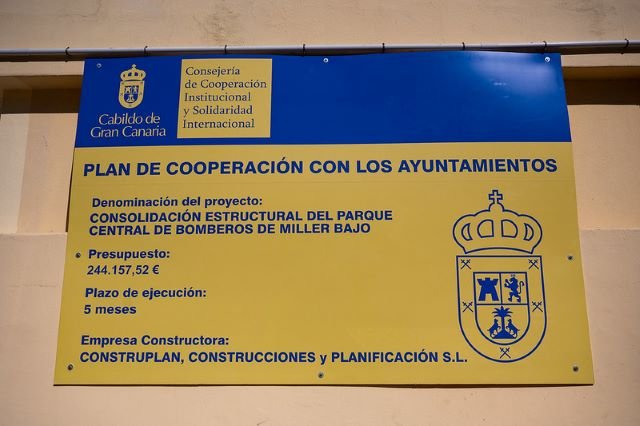 Cabildo de
Gran Canaria
Consejería
de Cooperación
Institucional
y Solidaridad
Internacional
PLAN DE COOPERACIÓN CON LOS AYUNTAMIENTOS
Denominación del proyecto:
CONSOLIDACIÓN ESTRUCTURAL DEL PARQUE
CENTRAL DE BOMBEROS DE MILLER BAJO
Presupuesto:
244.157,52 €
Plazo de ejecución:
5 meses
Empresa Constructora:
CONSTRUPLAN, CONSTRUCCIONES y PLANIFICACIÓN S.L.